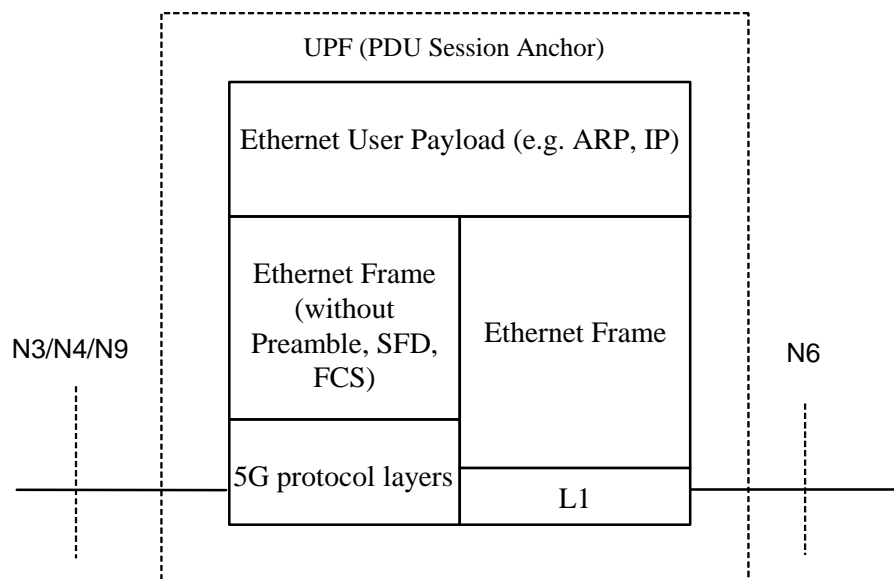 UPF (PDU Session Anchor)
Ethernet User Payload (e.g. ARP, IP)
Ethernet Frame
(without
Preamble, SFD,
FCS)
Ethernet Frame
N3/N4/N9
N6
5G protocol layers
L1